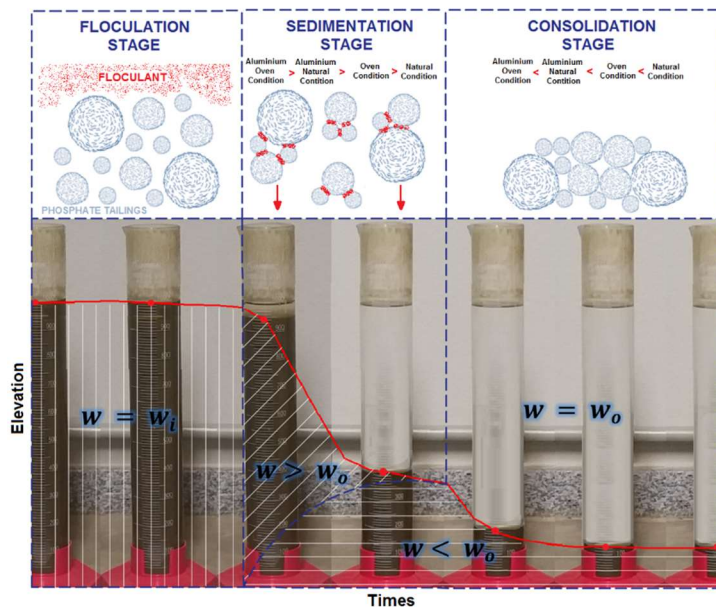 FLOCULATION
STAGE
SEDIMENTATION
STAGE
CONSOLIDATION
STAGE
FLOCULANT
Aluminium
Oven
Condition
>
Aluminium
Natural
Contition
>
Oven
Condition
>
Natural
Condition
Aluminium
Oven
Condition
<
Aluminium
Natural
Condition
<
Oven
Condition
<
Natural
Condition
PHOSPHATE TAILINGS
Elevation
w = wᵢ
w > wₒ
w = wₒ
w < wₒ
Times